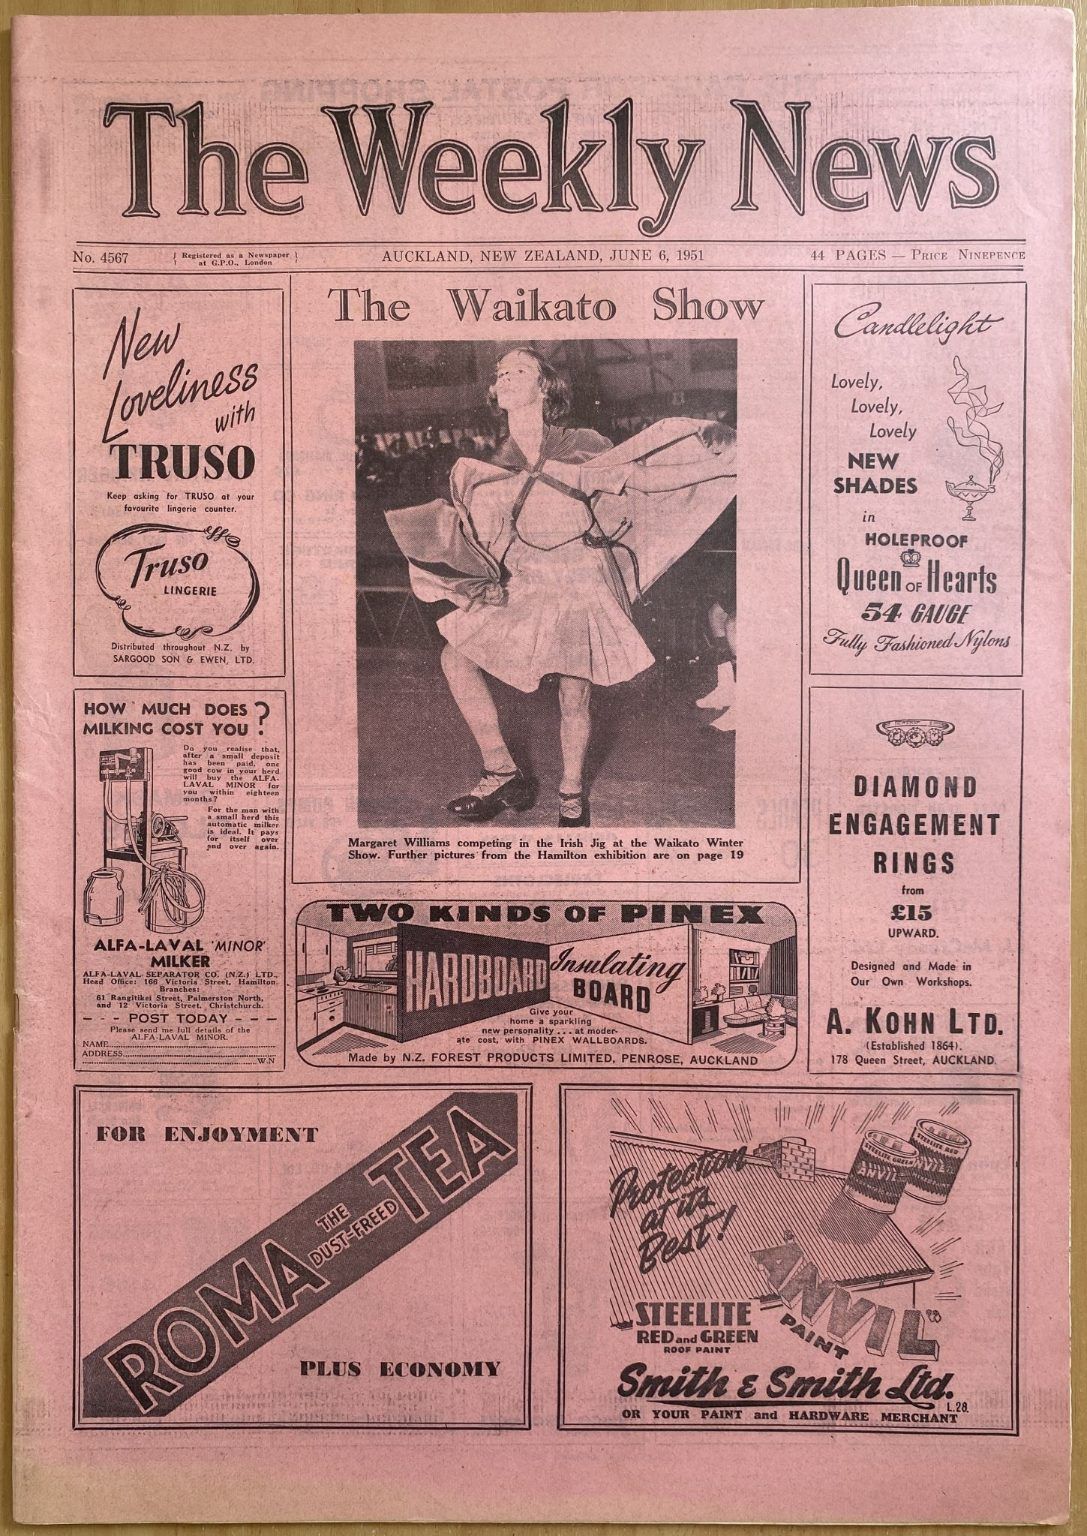 The Weekly News
No. 4567
Registered as a Newspaper
at G.P.O., London
AUCKLAND, NEW ZEALAND, JUNE 6, 1951
44 PAGES — PRICE NINEPENCE
New
Loveliness
with
TRUSO
Keep asking for TRUSO at your
favourite lingerie counter.
Truso
LINGERIE
Distributed throughout N.Z. by
SARGOOD SON & EWEN, LTD.
HOW MUCH DOES
MILKING COST YOU?
Do you realise that,
after a small deposit
has been paid, one
good cow in your herd
will buy the ALFA-
LAVAL MINOR for
you within eighteen
months?
For the man with
a small herd this
automatic milker
is ideal. It pays
for itself over
and over again.
ALFA-LAVAL 'MINOR'
MILKER
ALFA-LAVAL SEPARATOR CO. (N.Z.) LTD.,
Head Office: 166 Victoria Street, Hamilton.
Branches:
61 Rangitikei Street, Palmerston North,
and 12 Victoria Street, Christchurch.
- - - POST TODAY - - -
Please send me full details of the
ALFA-LAVAL MINOR.
NAME
ADDRESS
W.N
The Waikato Show
Margaret Williams competing in the Irish Jig at the Waikato Winter
Show. Further pictures from the Hamilton exhibition are on page 19
TWO KINDS OF PINEX
HARDBOARD
Insulating
BOARD
Give your
home a sparkling
new personality . . . at moder-
ate cost, with PINEX WALLBOARDS.
Made by N.Z. FOREST PRODUCTS LIMITED, PENROSE, AUCKLAND
Candlelight
Lovely,
Lovely,
Lovely
NEW
SHADES
in
HOLEPROOF
Queen OF Hearts
54 GAUGE
Fully Fashioned Nylons
DIAMOND
ENGAGEMENT
RINGS
from
£15
UPWARD.
Designed and Made in
Our Own Workshops.
A. KOHN LTD.
(Established 1864).
178 Queen Street, AUCKLAND.
FOR ENJOYMENT
ROMA THE DUST-FREED TEA
PLUS ECONOMY
Protection
at its
Best!
STEELITE GREEN
ANVIL
STEELITE RED
ANVIL
ANVIL
PAINT
STEELITE
RED and GREEN
ROOF PAINT
Smith & Smith Ltd.
L.28.
OR YOUR PAINT and HARDWARE MERCHANT